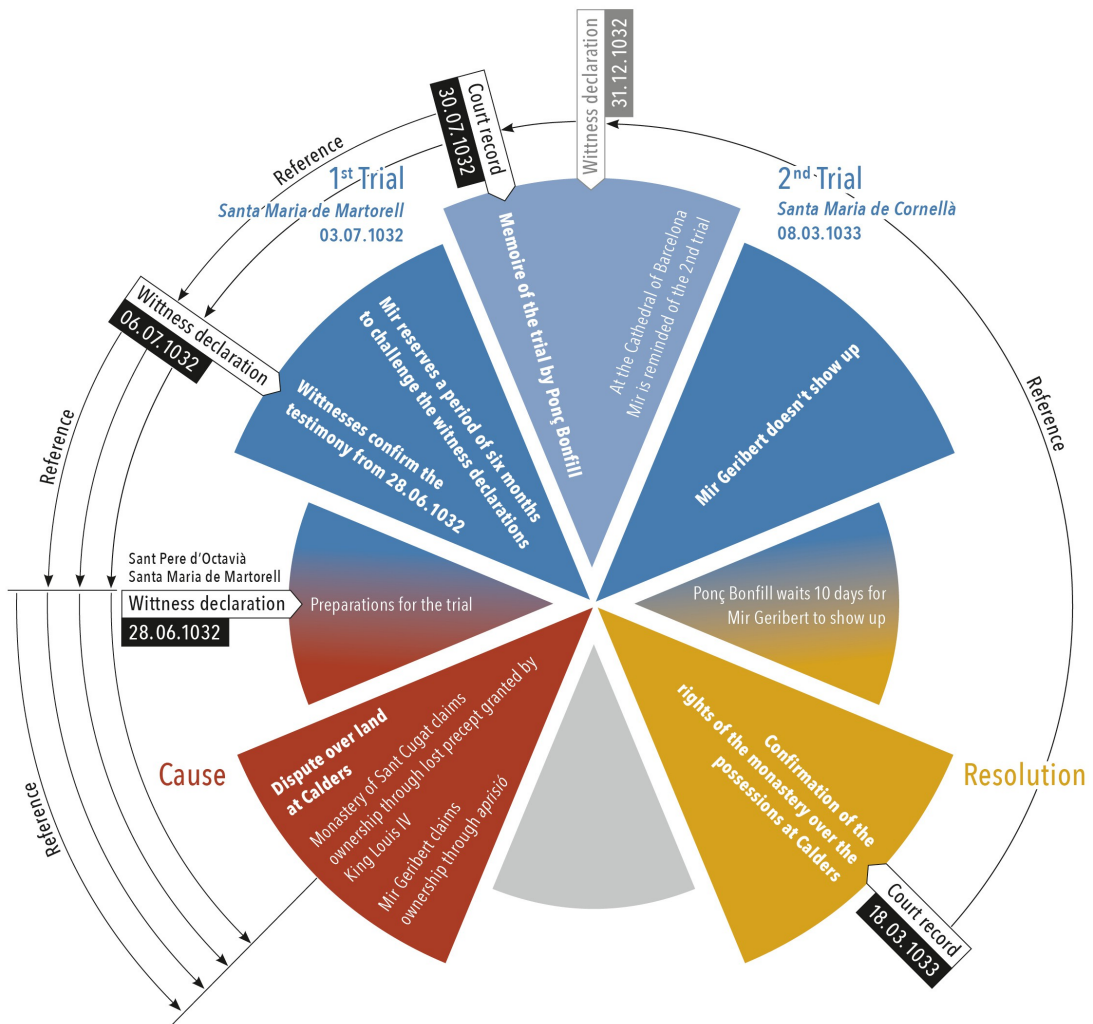 Wittness declaration
31.12.1032
Court record
30.07.1032
Reference
1st Trial
Santa Maria de Martorell
03.07.1032
2nd Trial
Santa Maria de Cornellà
08.03.1033
Memoire of the trial by Ponç Bonfill
At the Cathedral of Barcelona
Mir is reminded of the 2nd trial
Wittness declaration
06.07.1032
Mir reserves a period of six months
to challenge the witness declarations
Wittnesses confirm the
testimony from 28.06.1032
Mir Geribert doesn't show up
Reference
Reference
Sant Pere d'Octavià
Santa Maria de Martorell
Wittness declaration
28.06.1032
Preparations for the trial
Ponç Bonfill waits 10 days for
Mir Geribert to show up
Cause
Dispute over land
at Calders
Monastery of Sant Cugat claims
ownership through lost precept granted by
King Louis IV
Mir Geribert claims
ownership through aprisió
Confirmation of the
rights of the monastery over the
possessions at Calders
Resolution
Reference
Court record
18.03.1033